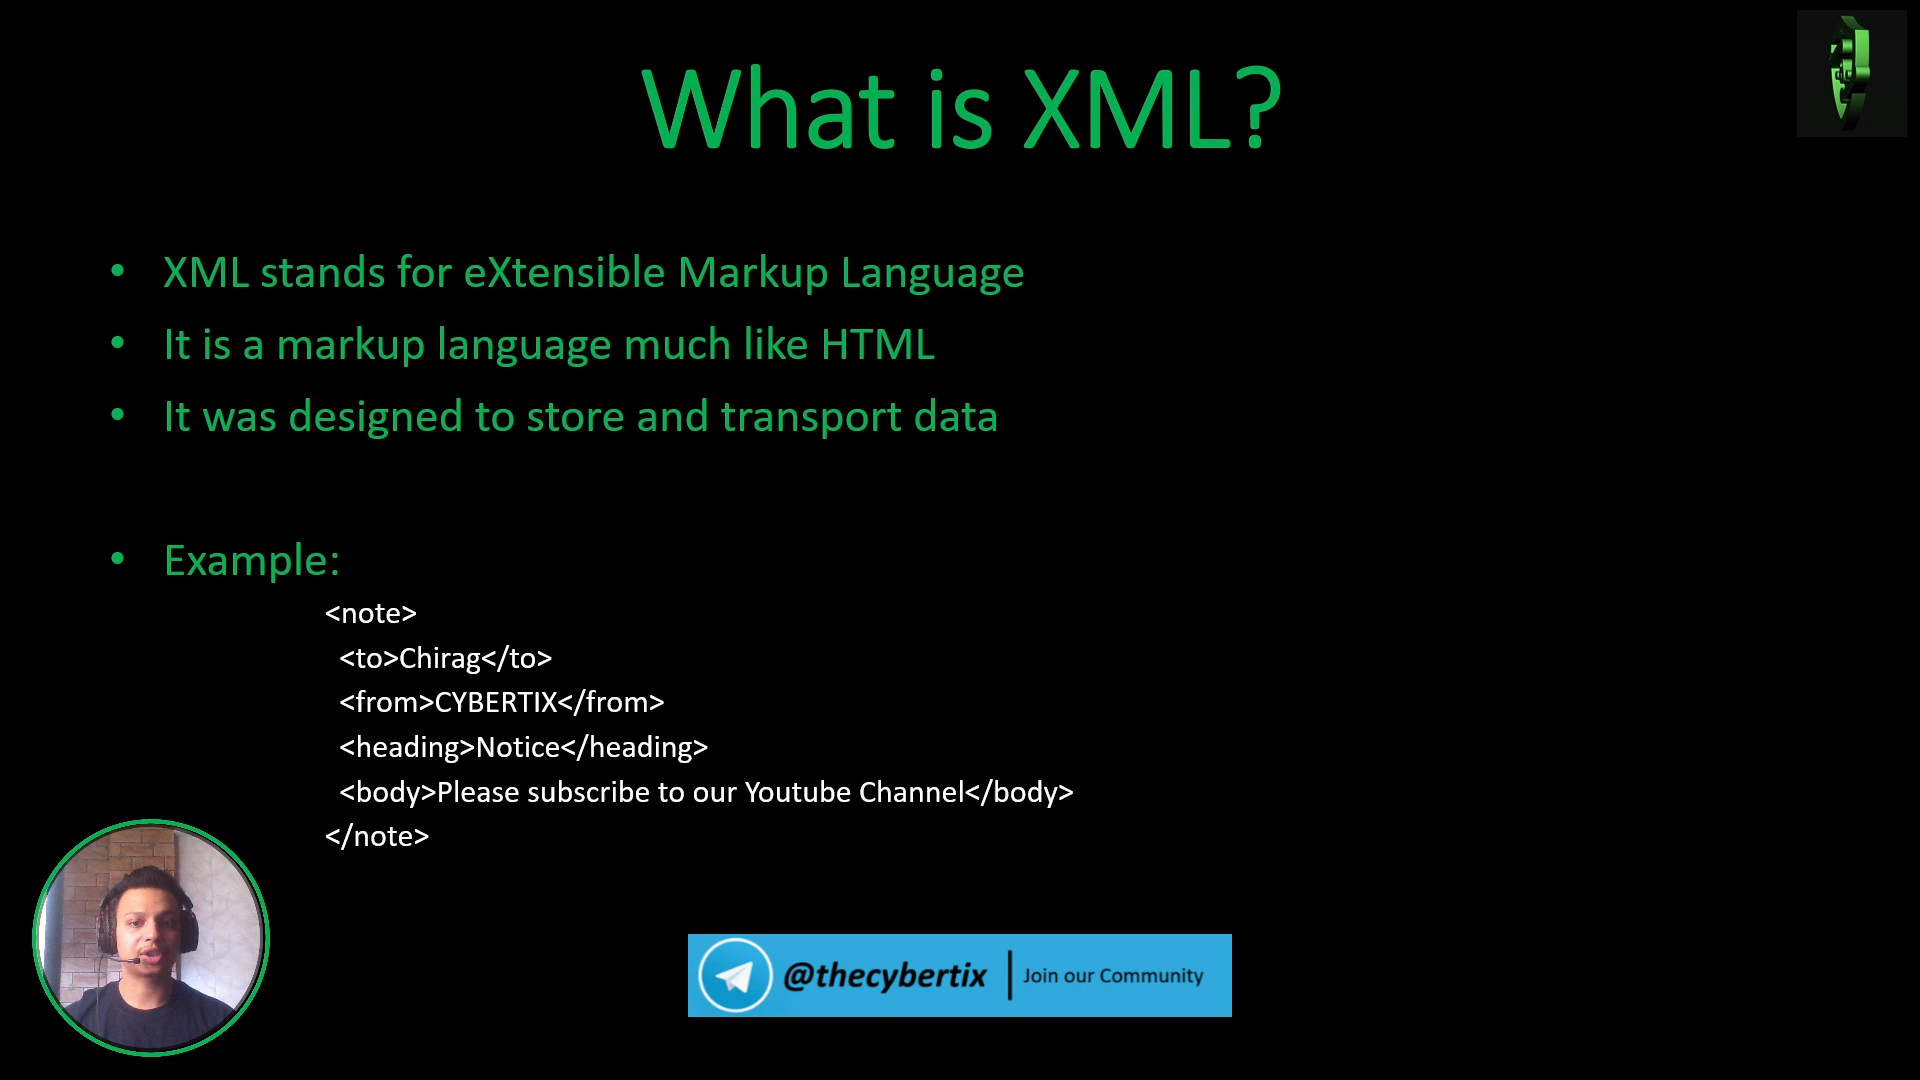 What is XML?
• XML stands for eXtensible Markup Language
• It is a markup language much like HTML
• It was designed to store and transport data
• Example:
<note>
<to>Chirag</to>
<from>CYBERTIX</from>
<heading>Notice</heading>
<body>Please subscribe to our Youtube Channel</body>
</note>
@thecybertix | Join our Community